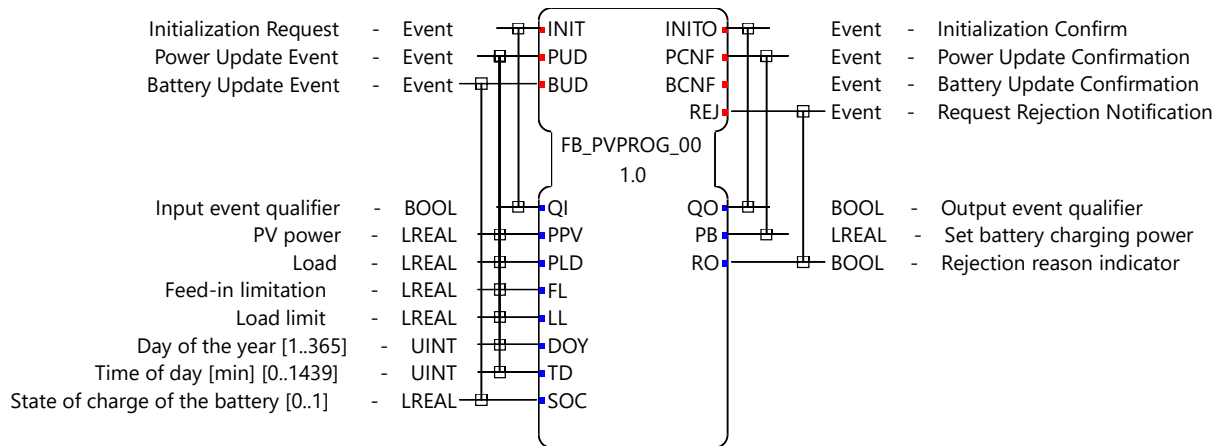 Initialization Request - Event INIT INITO Event - Initialization Confirm
Power Update Event - Event PUD PCNF Event - Power Update Confirmation
Battery Update Event - Event BUD BCNF Event - Battery Update Confirmation
REJ Event - Request Rejection Notification
FB_PVPROG_00
1.0
Input event qualifier - BOOL QI QO BOOL - Output event qualifier
PV power - LREAL PPV PB LREAL - Set battery charging power
Load - LREAL PLD RO BOOL - Rejection reason indicator
Feed-in limitation - LREAL FL
Load limit - LREAL LL
Day of the year [1..365] - UINT DOY
Time of day [min] [0..1439] - UINT TD
State of charge of the battery [0..1] - LREAL SOC